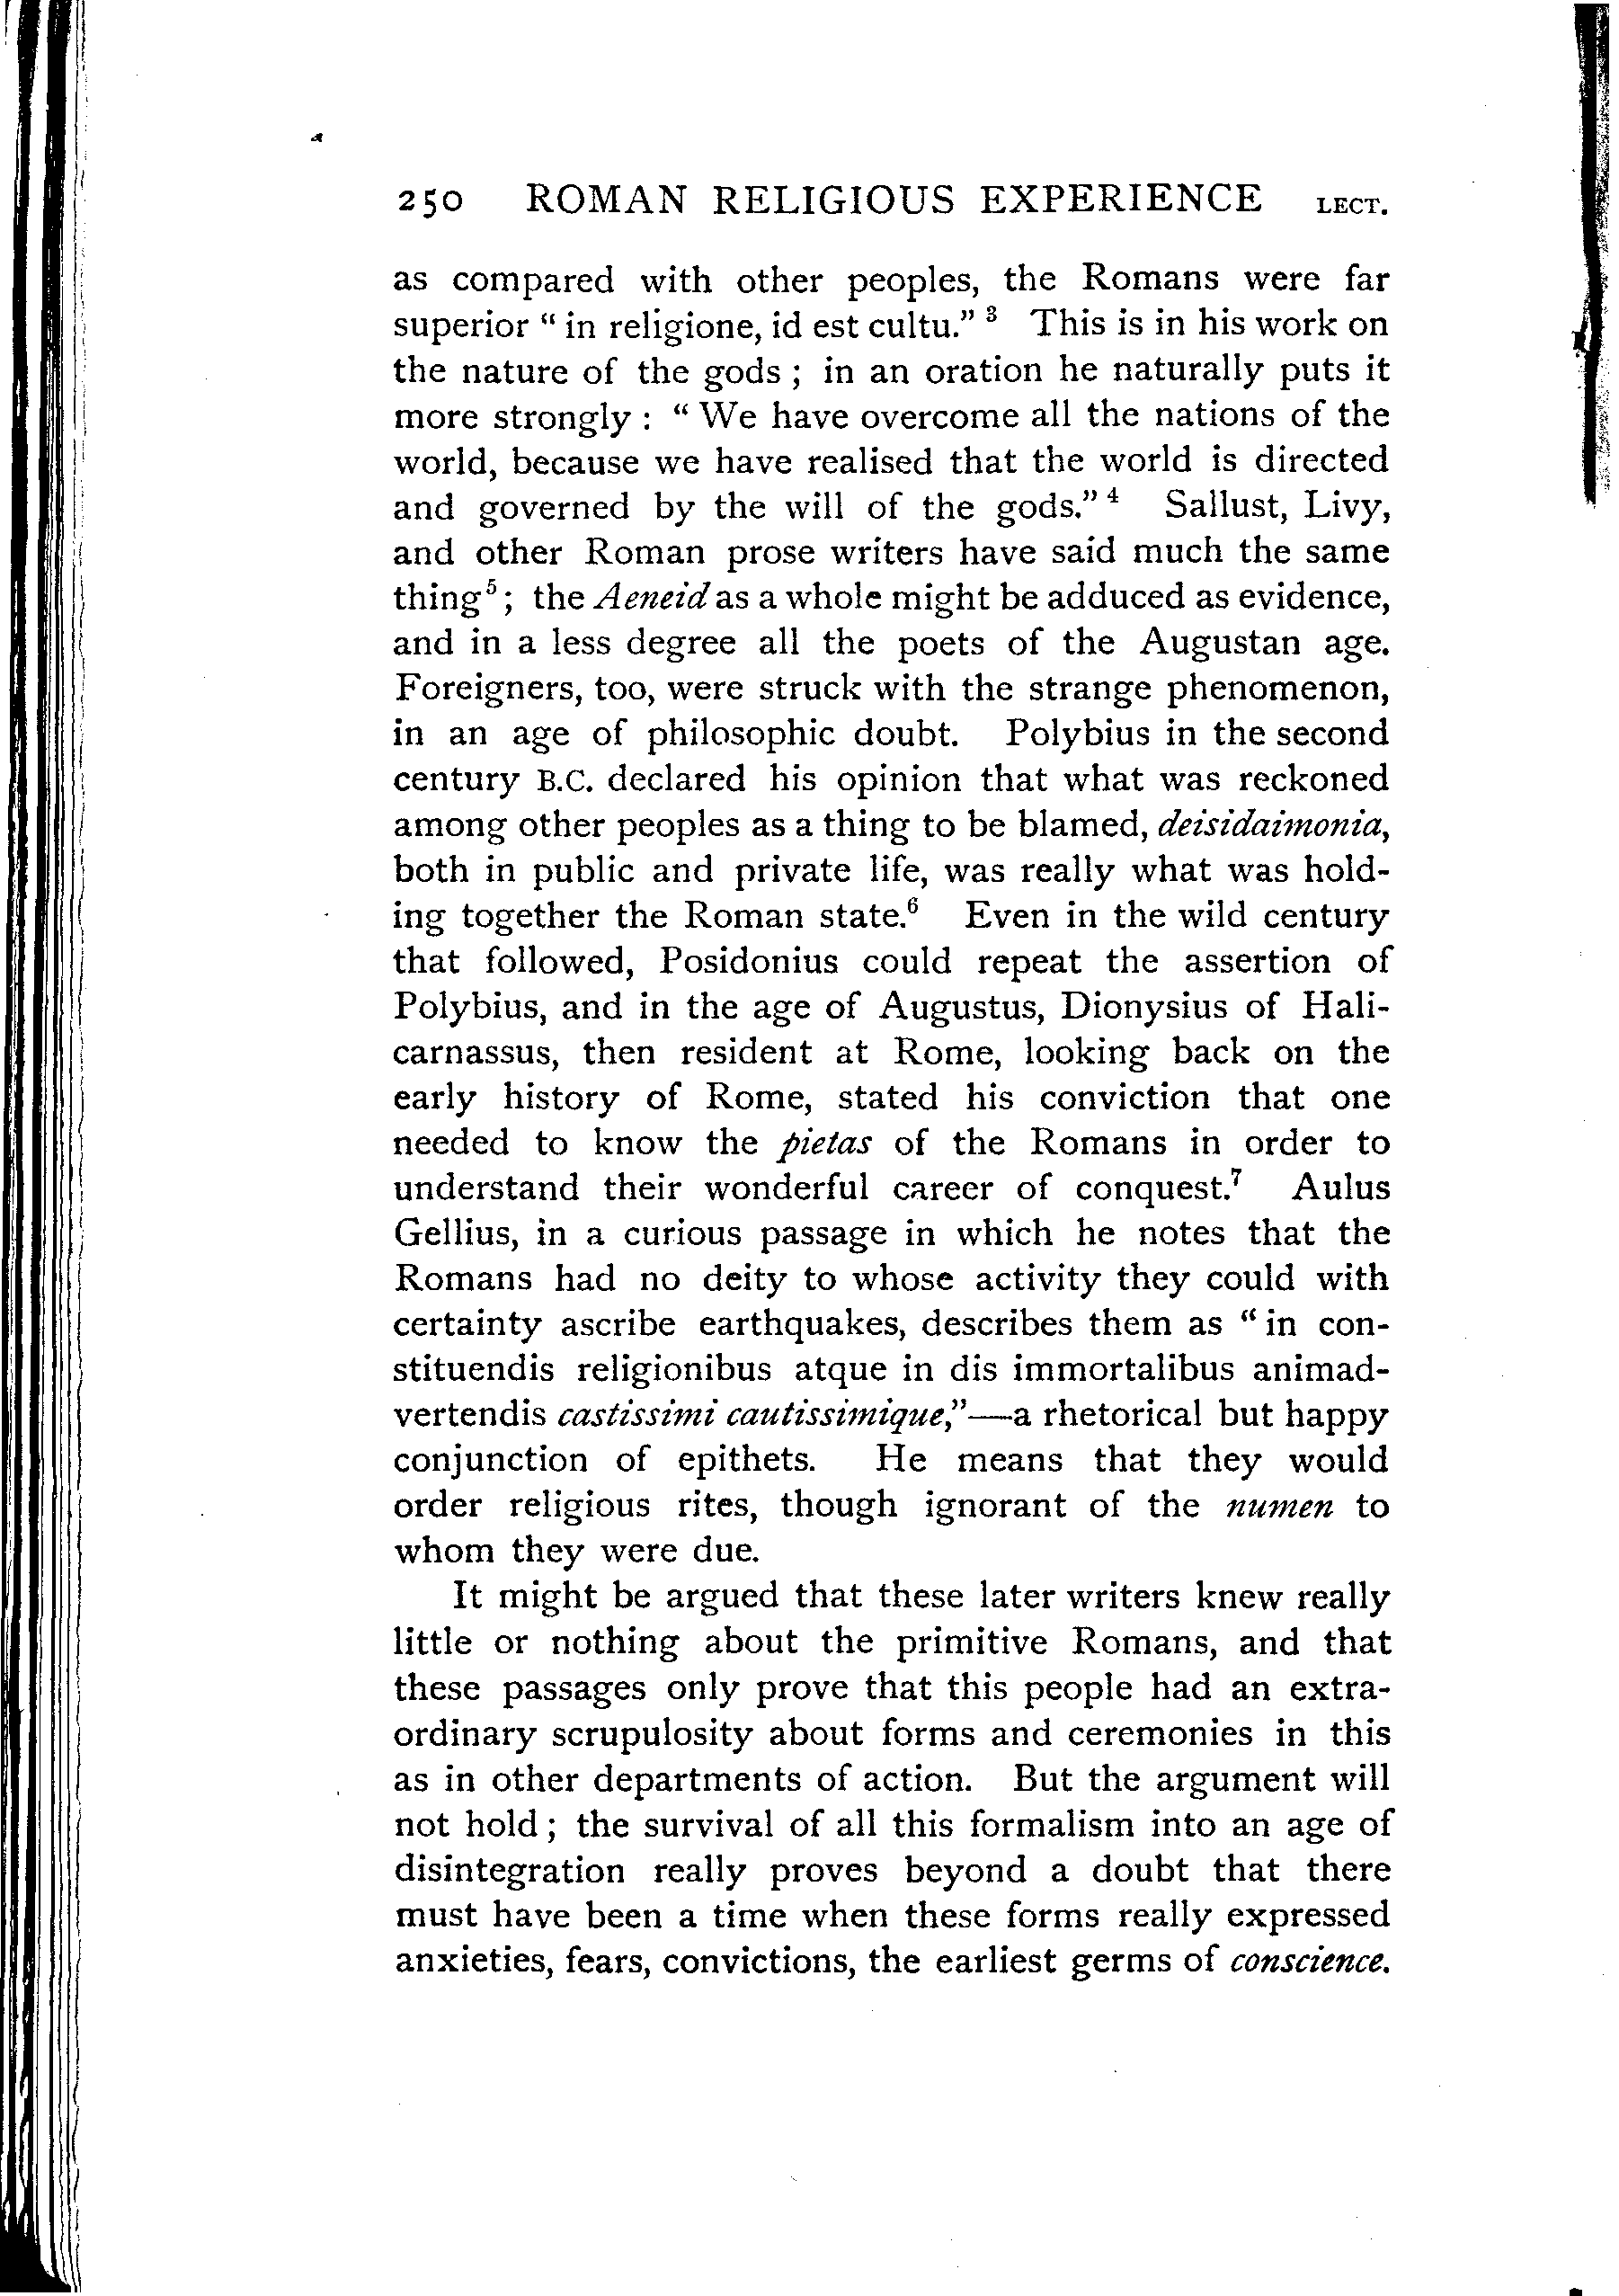 250 ROMAN RELIGIOUS EXPERIENCE LECT.
as compared with other peoples, the Romans were far
superior “ in religione, id est cultu.” ³ This is in his work on
the nature of the gods ; in an oration he naturally puts it
more strongly : “ We have overcome all the nations of the
world, because we have realised that the world is directed
and governed by the will of the gods.” ⁴ Sallust, Livy,
and other Roman prose writers have said much the same
thing⁵ ; the Aeneid as a whole might be adduced as evidence,
and in a less degree all the poets of the Augustan age.
Foreigners, too, were struck with the strange phenomenon,
in an age of philosophic doubt. Polybius in the second
century B.C. declared his opinion that what was reckoned
among other peoples as a thing to be blamed, deisidaimonia,
both in public and private life, was really what was hold-
ing together the Roman state.⁶ Even in the wild century
that followed, Posidonius could repeat the assertion of
Polybius, and in the age of Augustus, Dionysius of Hali-
carnassus, then resident at Rome, looking back on the
early history of Rome, stated his conviction that one
needed to know the pietas of the Romans in order to
understand their wonderful career of conquest.⁷ Aulus
Gellius, in a curious passage in which he notes that the
Romans had no deity to whose activity they could with
certainty ascribe earthquakes, describes them as “ in con-
stituendis religionibus atque in dis immortalibus animad-
vertendis castissimi cautissimique,”—a rhetorical but happy
conjunction of epithets. He means that they would
order religious rites, though ignorant of the numen to
whom they were due.
It might be argued that these later writers knew really
little or nothing about the primitive Romans, and that
these passages only prove that this people had an extra-
ordinary scrupulosity about forms and ceremonies in this
as in other departments of action. But the argument will
not hold ; the survival of all this formalism into an age of
disintegration really proves beyond a doubt that there
must have been a time when these forms really expressed
anxieties, fears, convictions, the earliest germs of conscience.